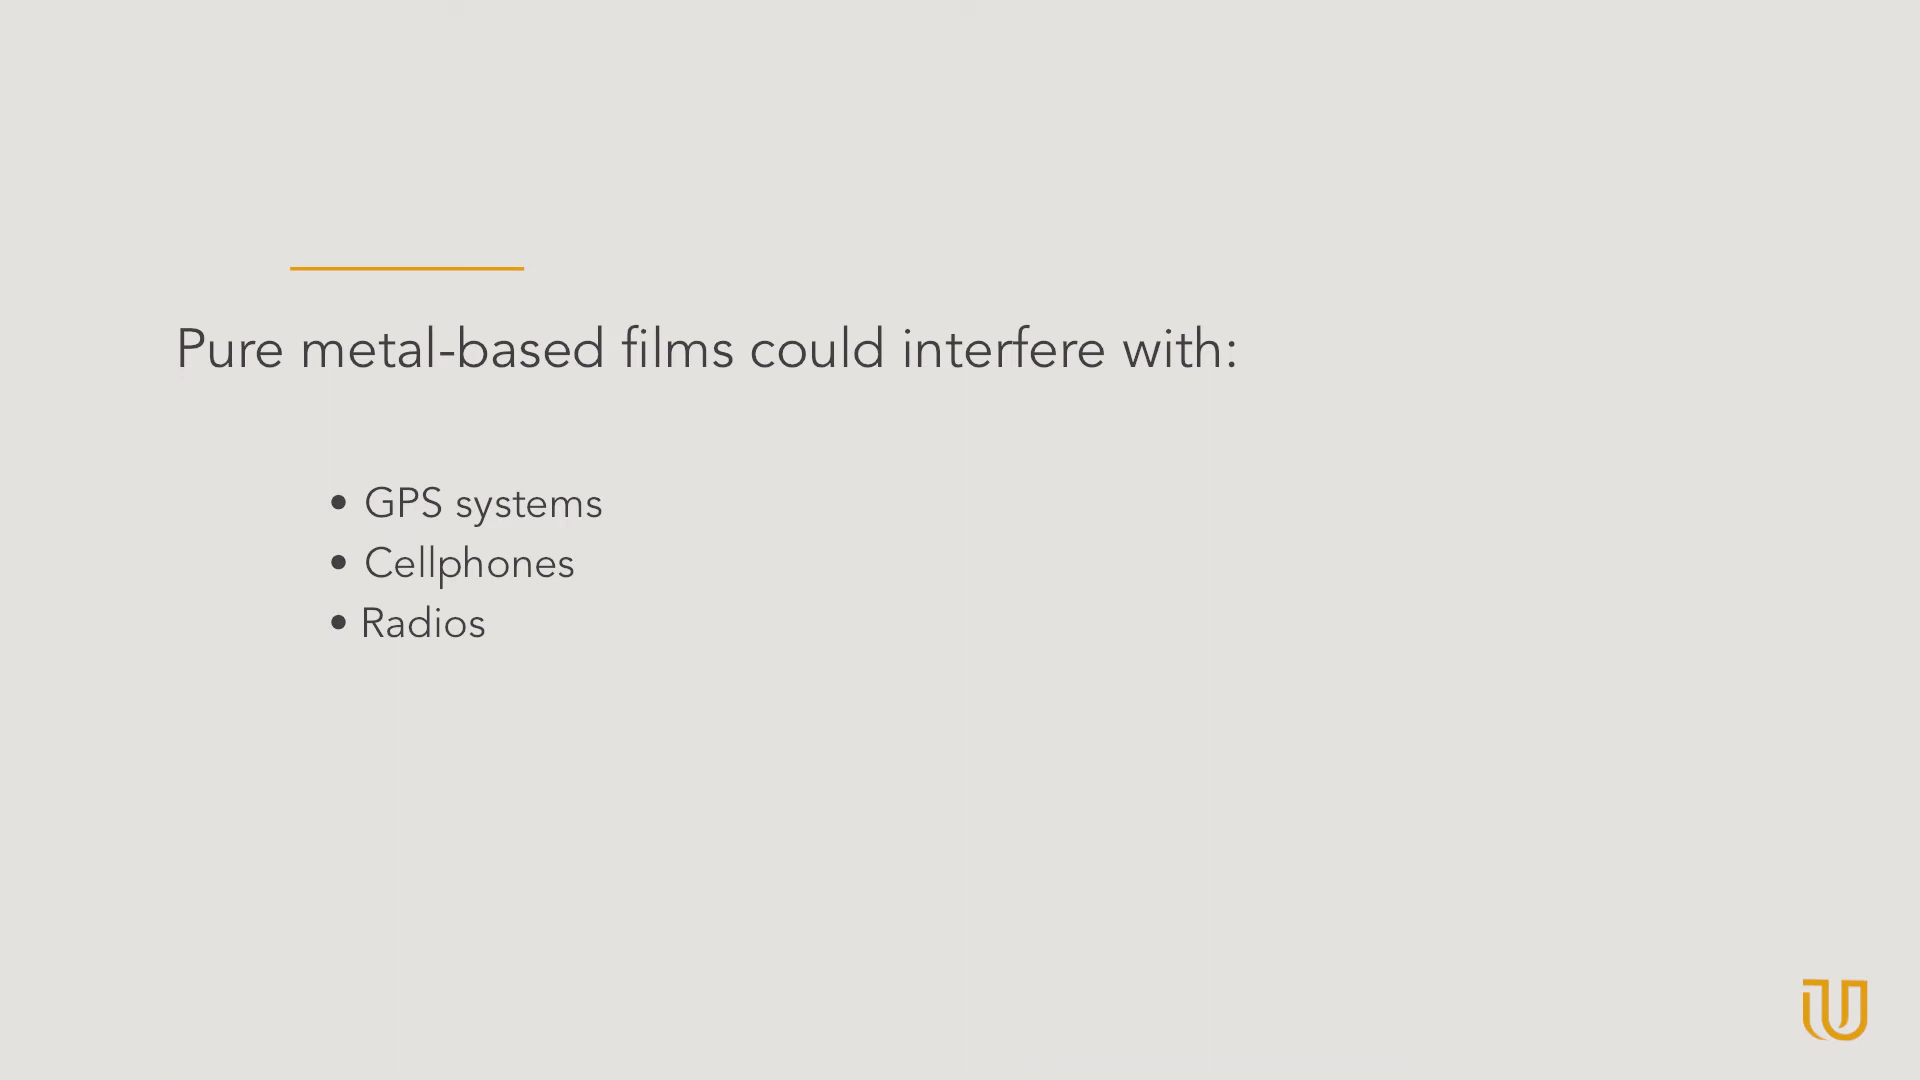 Pure metal-based films could interfere with:
• GPS systems
• Cellphones
• Radios